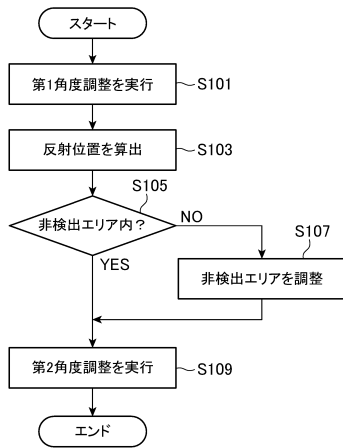 スタート
第1角度調整を実行
S101
反射位置を算出
S103
S105
非検出エリア内？
NO
YES
S107
非検出エリアを調整
第2角度調整を実行
S109
エンド